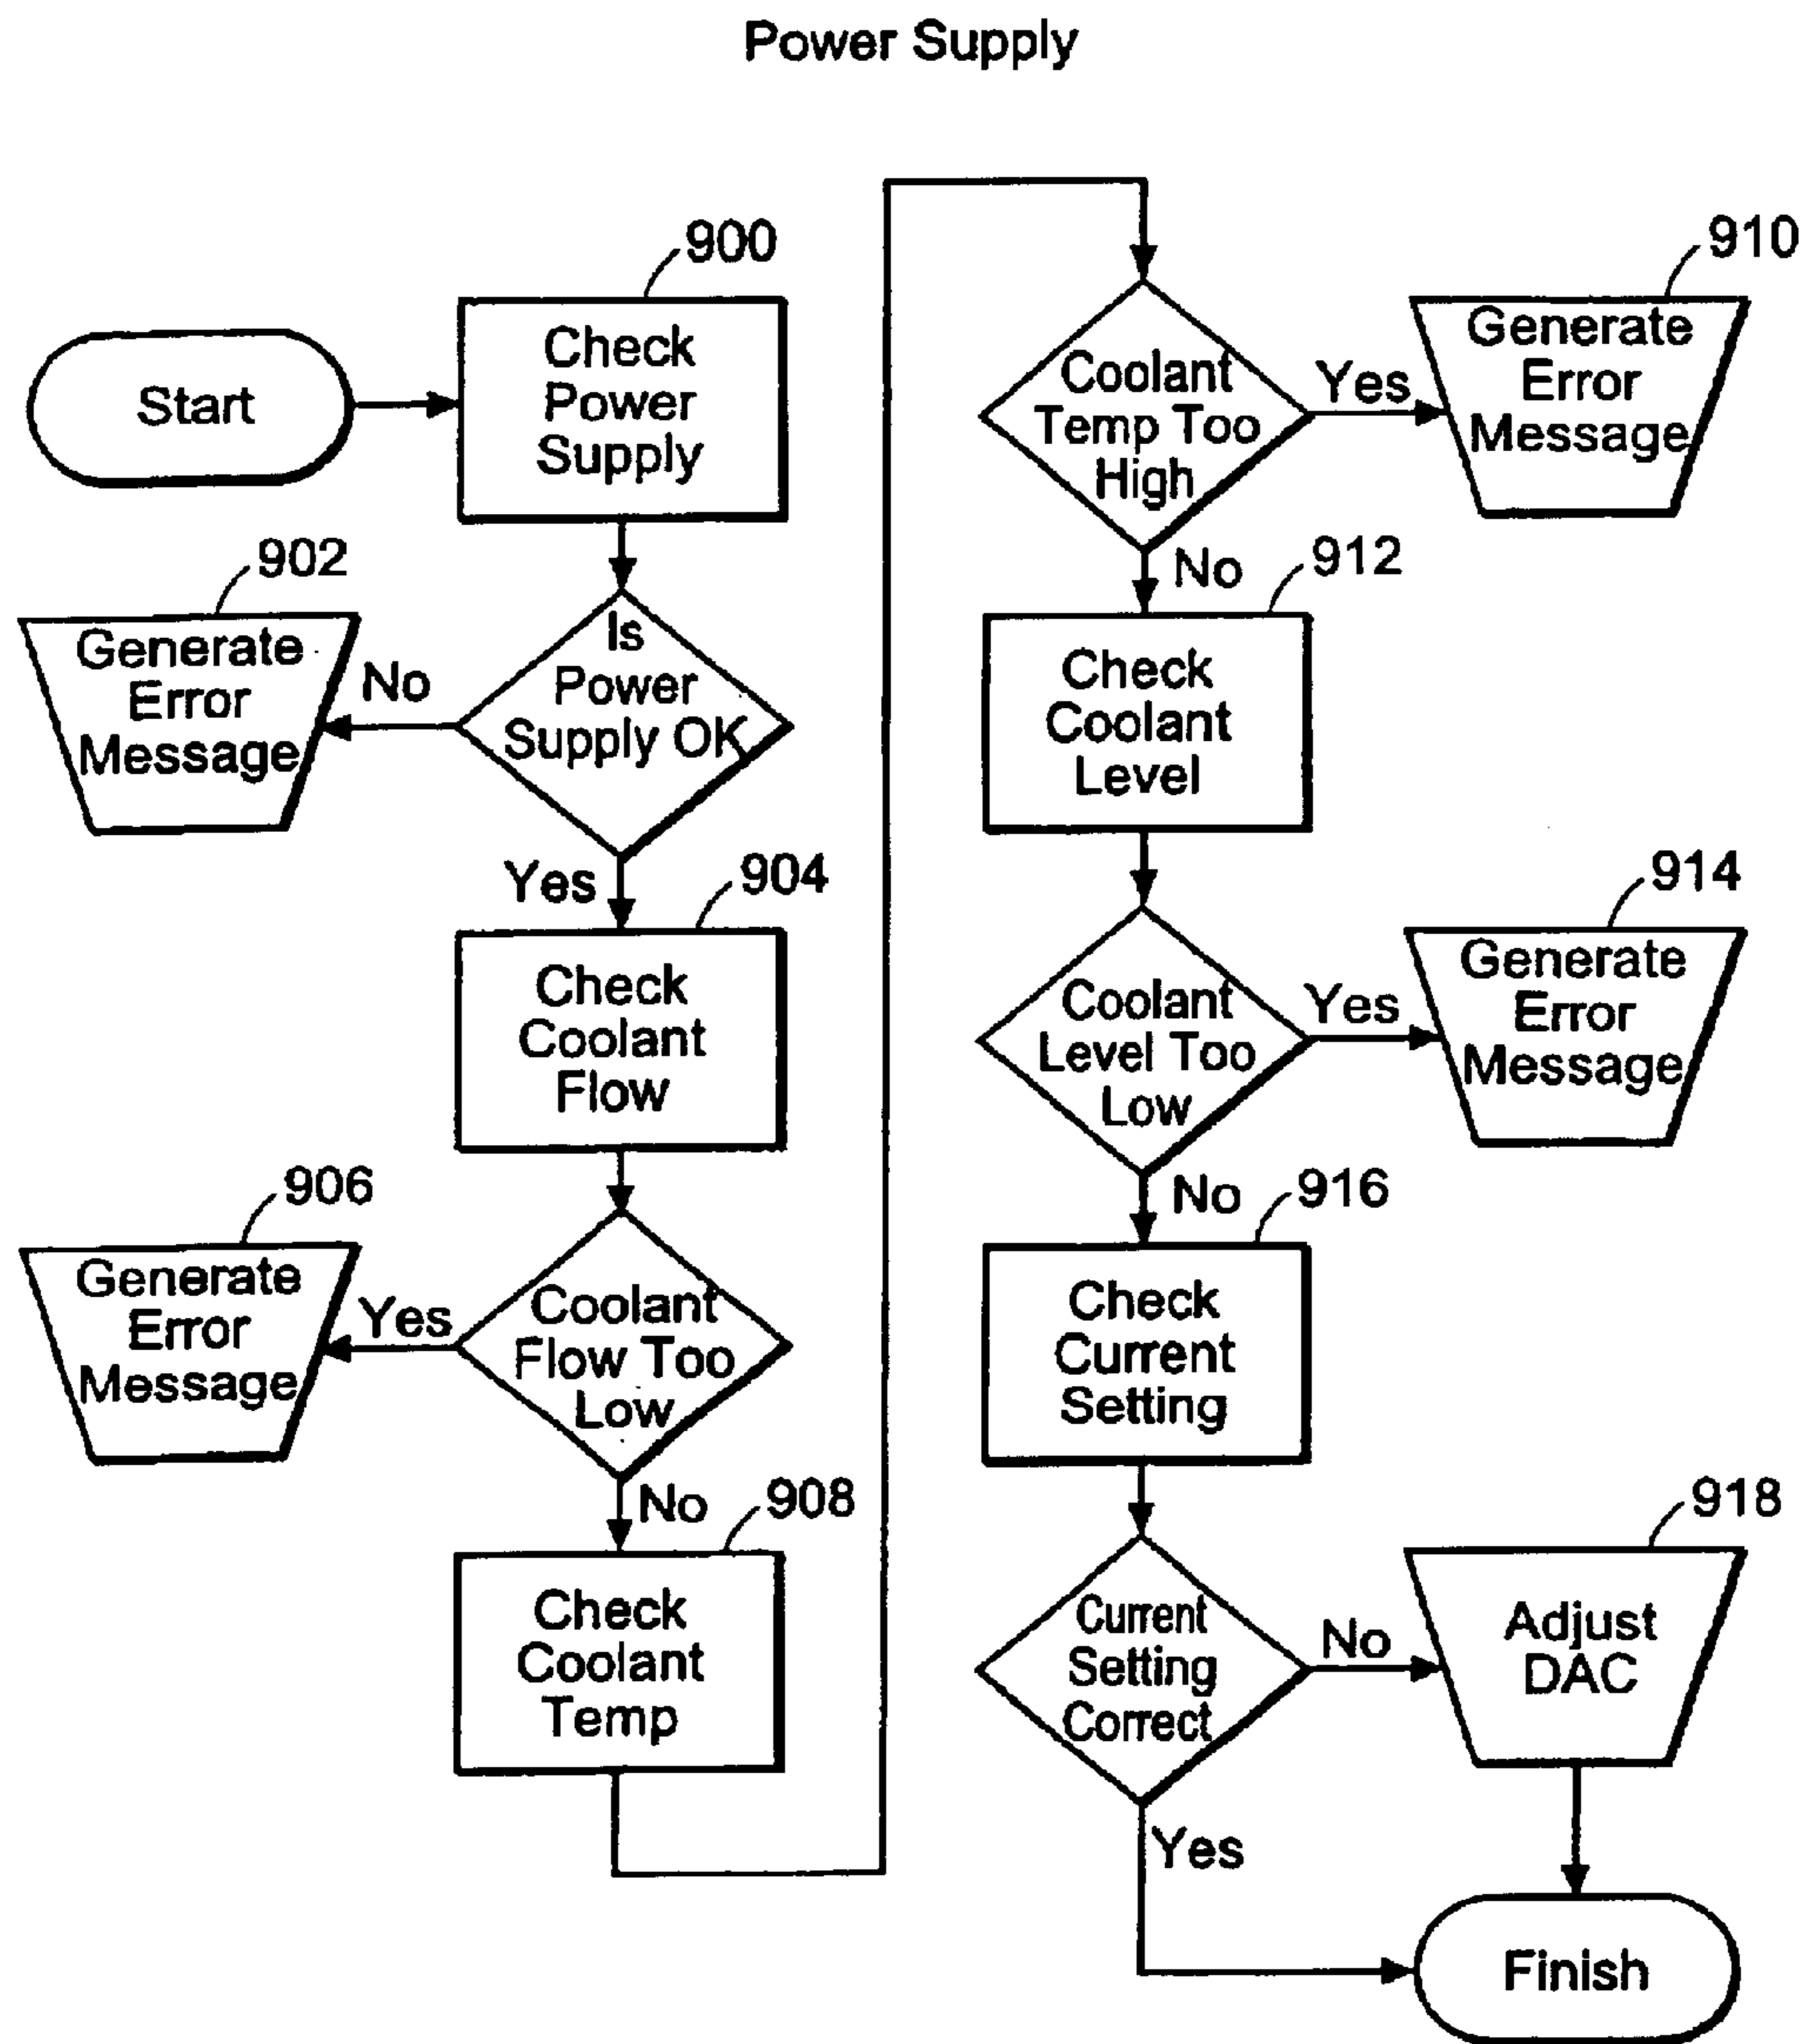 Power Supply
Start
900
Check
Power
Supply
902
Generate
Error
Message
No
Is
Power
Supply OK
Yes
904
Check
Coolant
Flow
906
Generate
Error
Message
Yes
Coolant
Flow Too
Low
No
908
Check
Coolant
Temp
Coolant
Temp Too
High
Yes
910
Generate
Error
Message
No
912
Check
Coolant
Level
Coolant
Level Too
Low
Yes
914
Generate
Error
Message
No
916
Check
Current
Setting
Current
Setting
Correct
No
918
Adjust
DAC
Yes
Finish